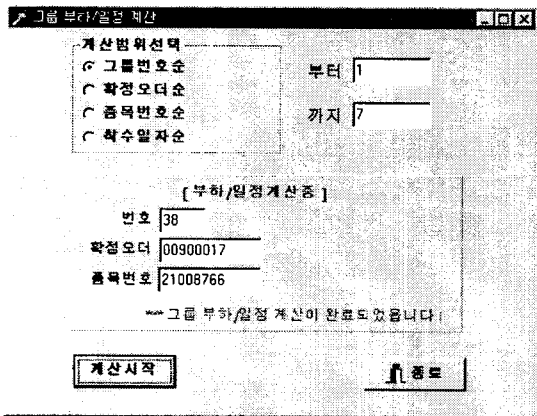 그룹 부하/일정 계산
계산범위선택
그룹번호순
부터 1
확정오더순
품목번호순
까지 7
착수일자순
[ 부하/일정계산중 ]
번호 38
확정오더 00900017
품목번호 21008766
*** 그룹 부하/일정 계산이 완료되었읍니다.
계산시작
종료